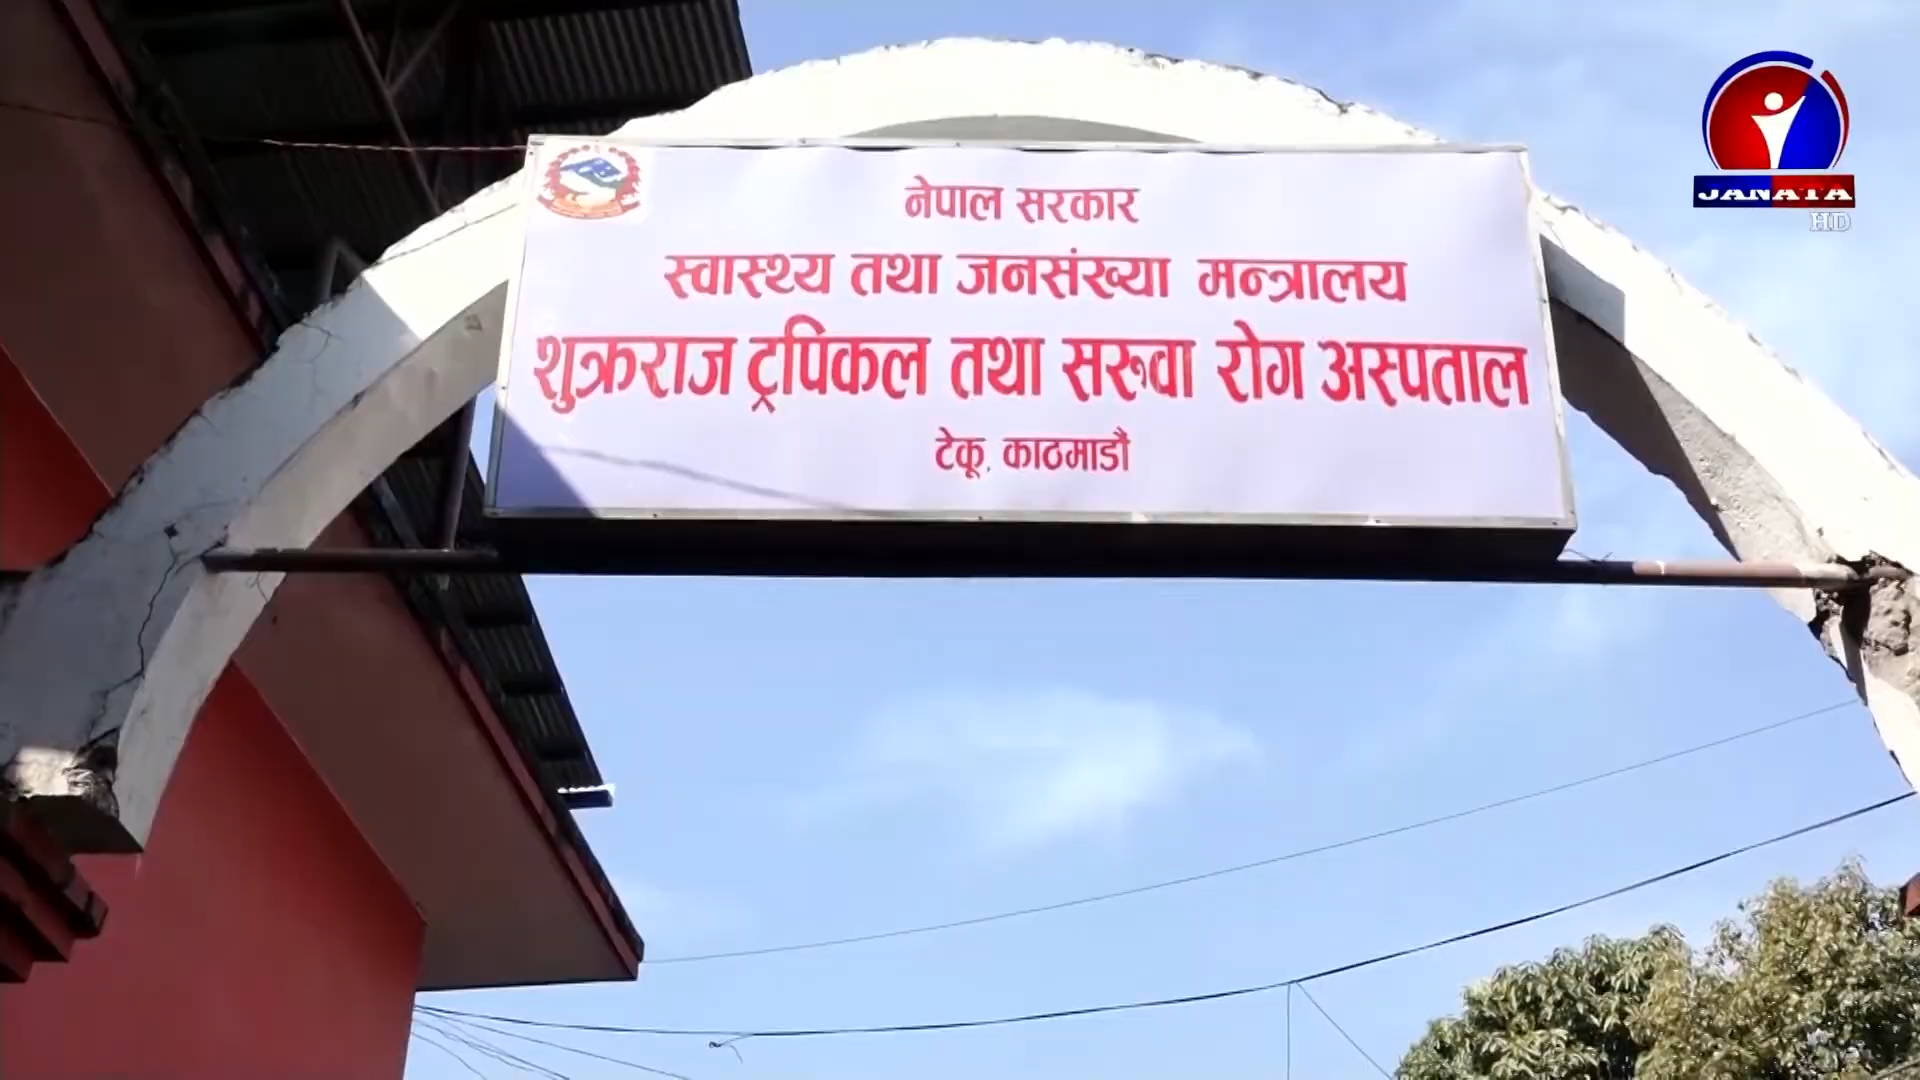 नेपाल सरकार
स्वास्थ्य तथा जनसंख्या मन्त्रालय
शुक्रराज ट्रपिकल तथा सरुवा रोग अस्पताल
टेकू, काठमाडौं
JANATA
HD